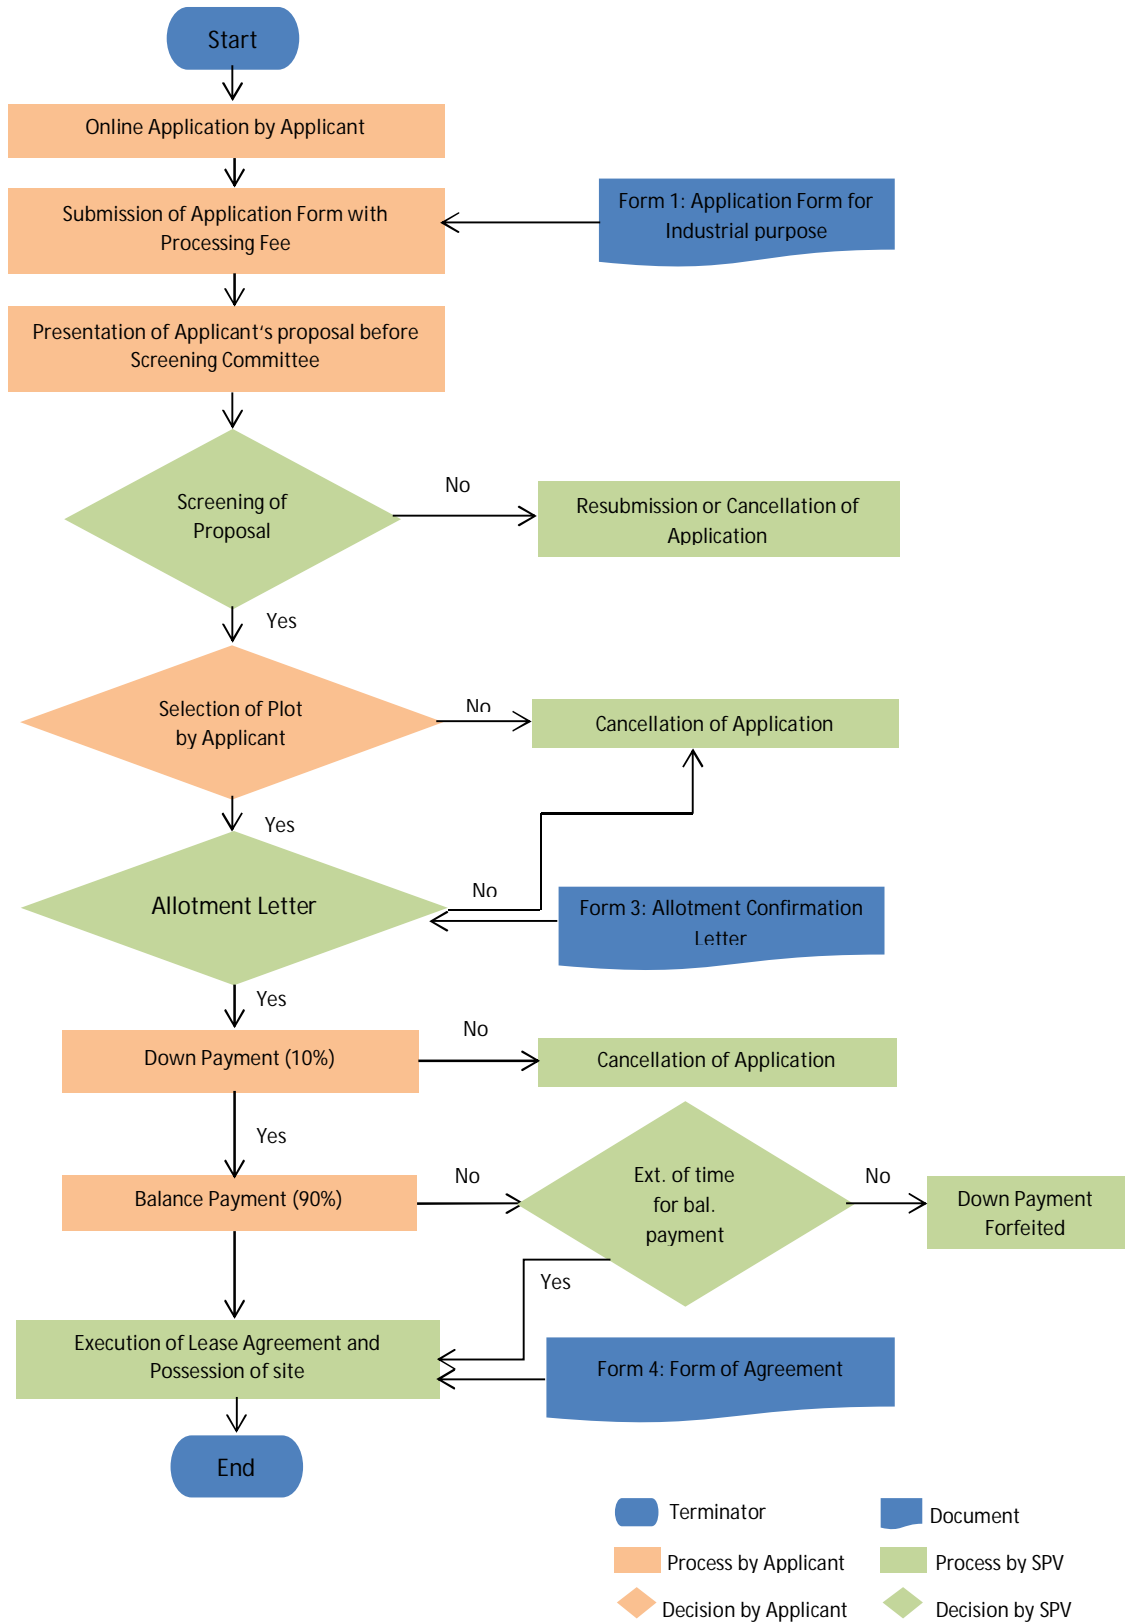 Start
Online Application by Applicant
Submission of Application Form with
Processing Fee
Form 1: Application Form for
Industrial purpose
Presentation of Applicant‘s proposal before
Screening Committee
Screening of
Proposal
No
Resubmission or Cancellation of
Application
Yes
Selection of Plot
by Applicant
No
Cancellation of Application
Yes
Allotment Letter
No
Form 3: Allotment Confirmation
Letter
Yes
Down Payment (10%)
No
Cancellation of Application
Yes
Balance Payment (90%)
No
Ext. of time
for bal.
payment
No
Down Payment
Forfeited
Yes
Execution of Lease Agreement and
Possession of site
Form 4: Form of Agreement
End
Terminator
Document
Process by Applicant
Process by SPV
Decision by Applicant
Decision by SPV